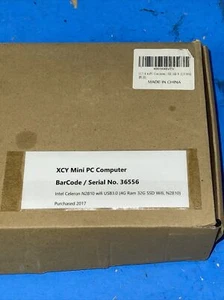 MADE IN CHINA
XCY Mini PC Computer
BarCode / Serial No. 36556
Intel Celeron N2810 wifi USB3.0 (4G Ram 32G SSD Wifi, N2810)
Purchased 2017